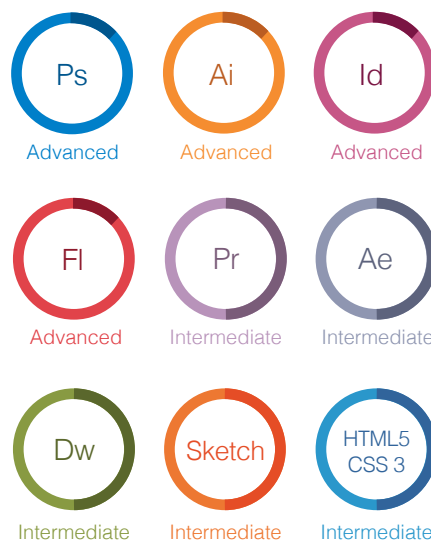 Ps
Ai
Id
Advanced
Advanced
Advanced
Fl
Pr
Ae
Advanced
Intermediate
Intermediate
Dw
Sketch
HTML5
CSS 3
Intermediate
Intermediate
Intermediate